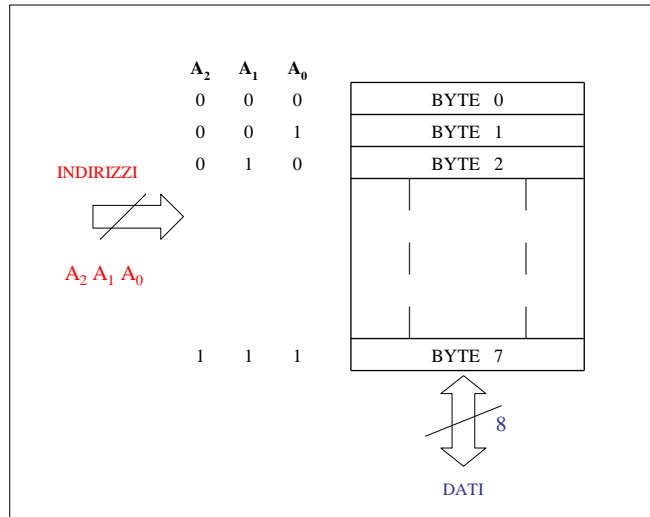 A₂ A₁ A₀
0 0 0 BYTE 0
0 0 1 BYTE 1
0 1 0 BYTE 2
INDIRIZZI
A₂ A₁ A₀
1 1 1 BYTE 7
8
DATI